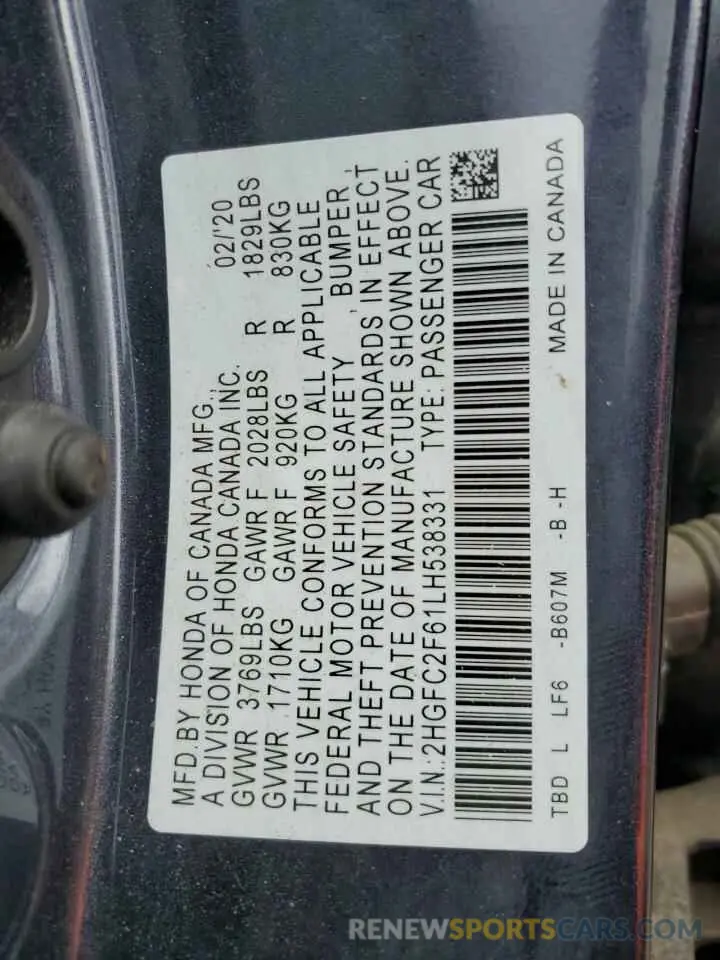 MFD.BY HONDA OF CANADA MFG., 02/'20
A DIVISION OF HONDA CANADA INC.
GVWR 3769LBS GAWR F 2028LBS R 1829LBS
GVWR 1710KG GAWR F 920KG R 830KG
THIS VEHICLE CONFORMS TO ALL APPLICABLE
FEDERAL MOTOR VEHICLE SAFETY, BUMPER,
AND THEFT PREVENTION STANDARDS IN EFFECT
ON THE DATE OF MANUFACTURE SHOWN ABOVE.
V.I.N.: 2HGFC2F61LH538331 TYPE: PASSENGER CAR
TBD L LF6 -B607M -B -H MADE IN CANADA
RENEWSPORTSCARS.COM